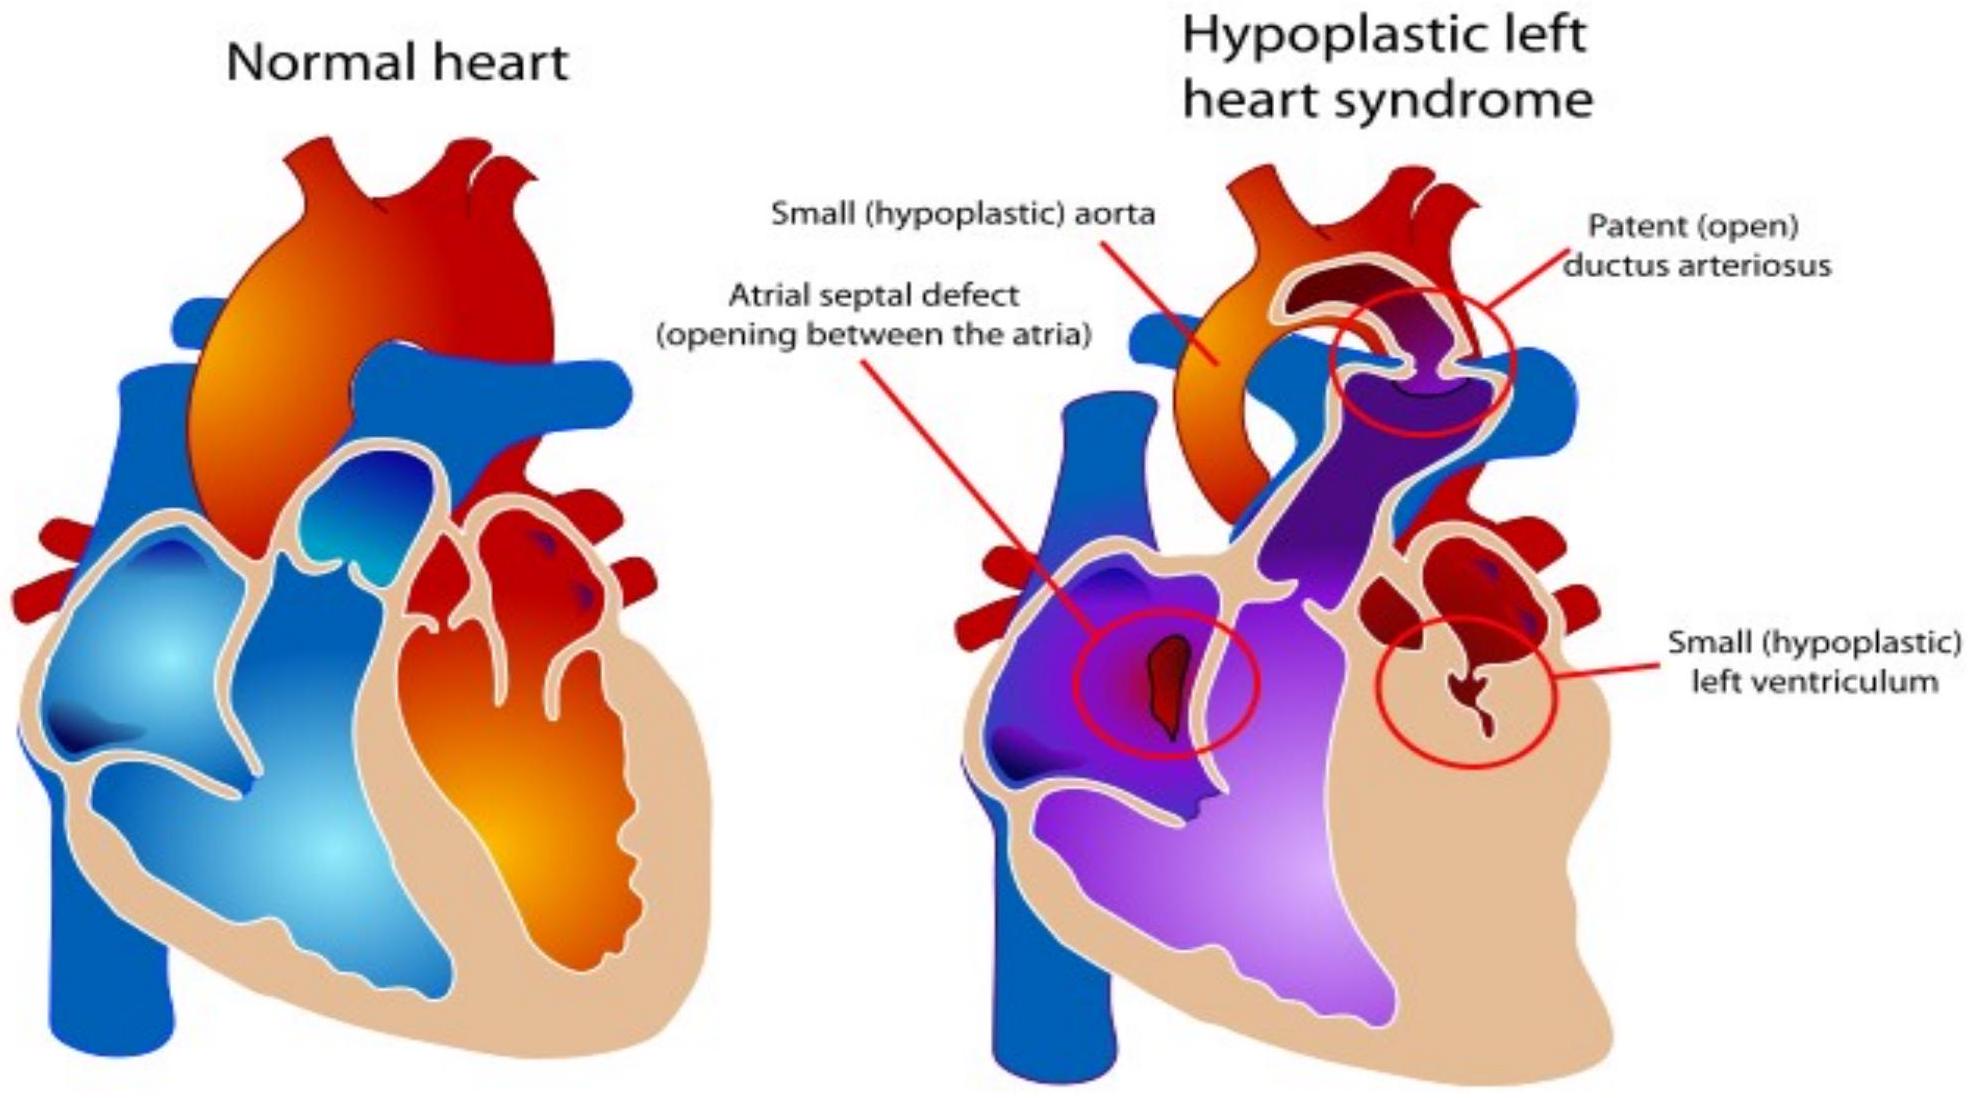 Normal heart
Hypoplastic left
heart syndrome
Small (hypoplastic) aorta
Patent (open)
ductus arteriosus
Atrial septal defect
(opening between the atria)
Small (hypoplastic)
left ventriculum